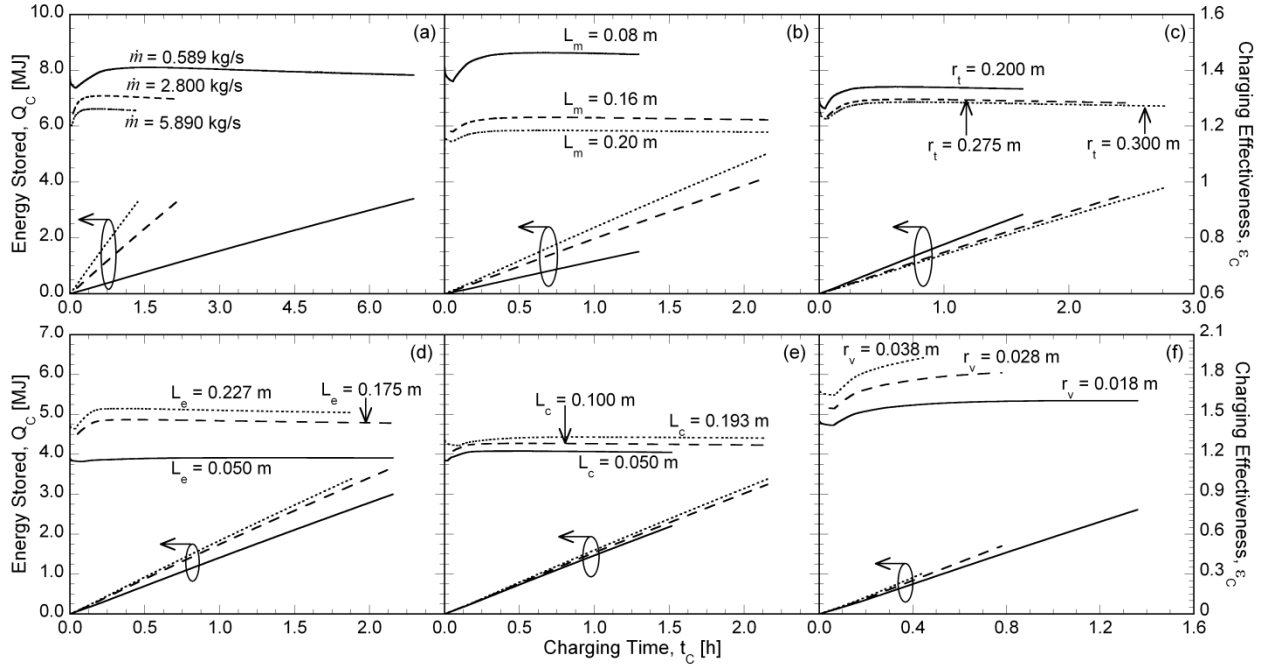 10.0
8.0
6.0
4.0
2.0
0.0
Energy Stored, Q_C [MJ]
(a)
ṁ = 0.589 kg/s
ṁ = 2.800 kg/s
ṁ = 5.890 kg/s
0.0 1.5 3.0 4.5 6.0
(b)
L_m = 0.08 m
L_m = 0.16 m
L_m = 0.20 m
0.0 0.5 1.0 1.5 2.0
(c)
r_t = 0.200 m
r_t = 0.275 m
r_t = 0.300 m
0.0 0.6 1.2 1.8 2.4 3.0
1.6
1.4
1.2
1
0.8
0.6
Charging Effectiveness, ε_C
7.0
6.0
5.0
4.0
3.0
2.0
1.0
0.0
Energy Stored, Q_C [MJ]
(d)
L_e = 0.227 m
L_e = 0.175 m
L_e = 0.050 m
0.0 0.5 1.0 1.5 2.0
(e)
L_c = 0.100 m
L_c = 0.193 m
L_c = 0.050 m
0.0 0.5 1.0 1.5 2.0
(f)
r_v = 0.038 m
r_v = 0.028 m
r_v = 0.018 m
0.0 0.4 0.8 1.2 1.6
2.1
1.8
1.5
1.2
0.9
0.6
0.3
0
Charging Effectiveness, ε_C
Charging Time, t_C [h]